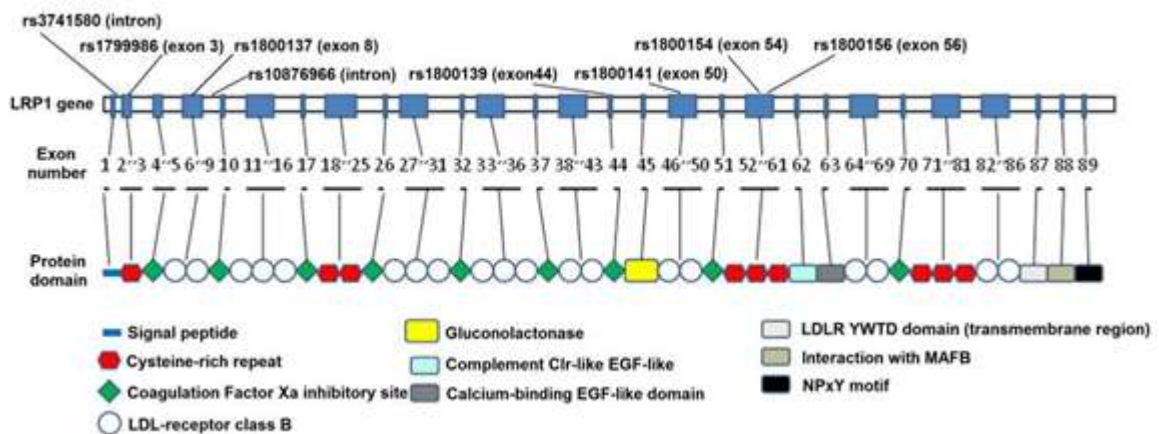 rs3741580 (intron)
rs1799986 (exon 3) rs1800137 (exon 8)
rs10876966 (intron)
rs1800139 (exon44)
rs1800141 (exon 50)
rs1800154 (exon 54)
rs1800156 (exon 56)
LRP1 gene
Exon number
1 2~3 4~5 6~9 10 11~16 17 18~25 26 27~31 32 33~36 37 38~43 44 45 46~50 51 52~61 62 63 64~69 70 71~81 82~86 87 88 89
Protein domain
Signal peptide
Cysteine-rich repeat
Coagulation Factor Xa inhibitory site
LDL-receptor class B
Gluconolactonase
Complement Clr-like EGF-like
Calcium-binding EGF-like domain
LDLR YWTD domain (transmembrane region)
Interaction with MAFB
NPxY motif